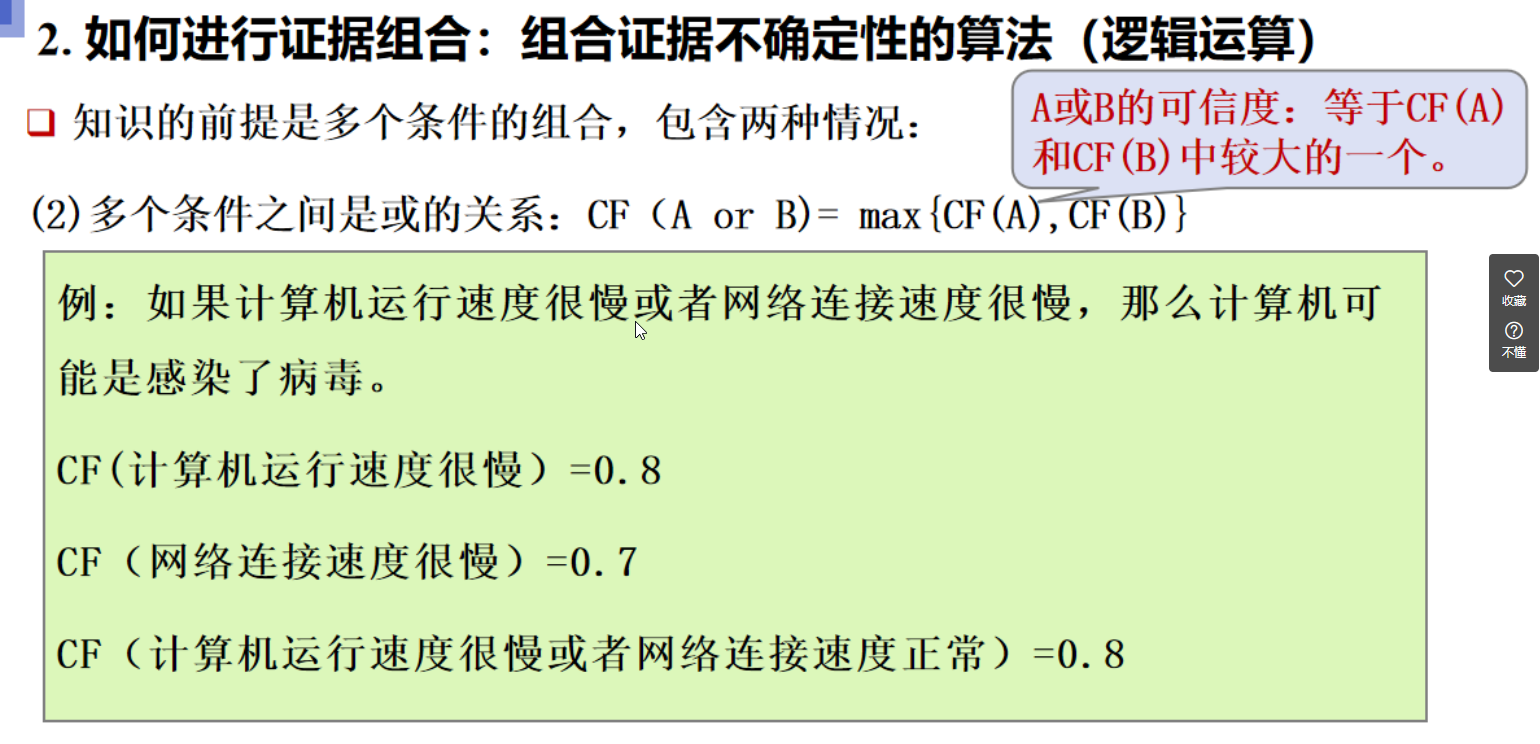 2. 如何进行证据组合：组合证据不确定性的算法（逻辑运算）
知识的前提是多个条件的组合，包含两种情况：
A或B的可信度：等于CF(A)
和CF(B)中较大的一个。
(2)多个条件之间是或的关系：CF（A or B)= max{CF(A),CF(B)}
例：如果计算机运行速度很慢或者网络连接速度很慢，那么计算机可
能是感染了病毒。
CF(计算机运行速度很慢）=0.8
CF（网络连接速度很慢）=0.7
CF（计算机运行速度很慢或者网络连接速度正常）=0.8
收藏
不懂